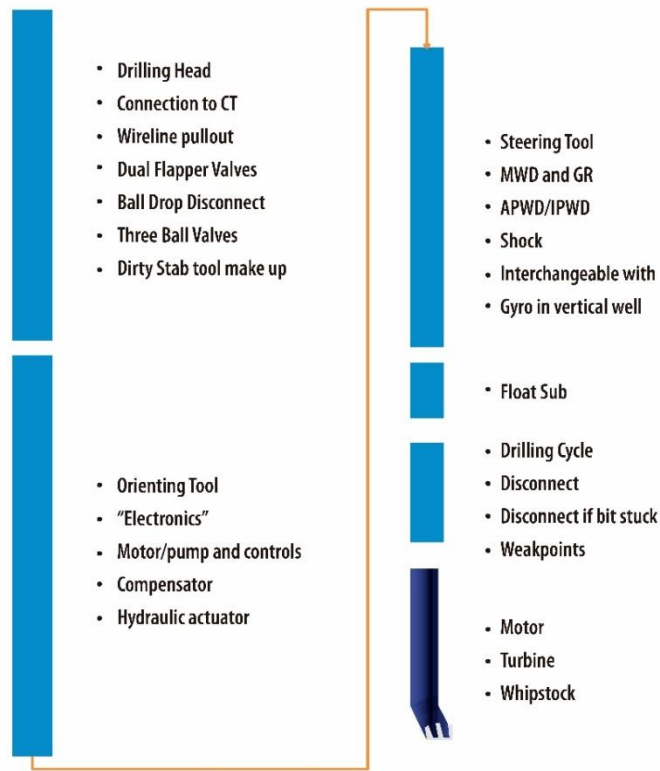 • Drilling Head
• Connection to CT
• Wireline pullout
• Dual Flapper Valves
• Ball Drop Disconnect
• Three Ball Valves
• Dirty Stab tool make up
• Orienting Tool
• “Electronics”
• Motor/pump and controls
• Compensator
• Hydraulic actuator
• Steering Tool
• MWD and GR
• APWD/IPWD
• Shock
• Interchangeable with
• Gyro in vertical well
• Float Sub
• Drilling Cycle
• Disconnect
• Disconnect if bit stuck
• Weakpoints
• Motor
• Turbine
• Whipstock